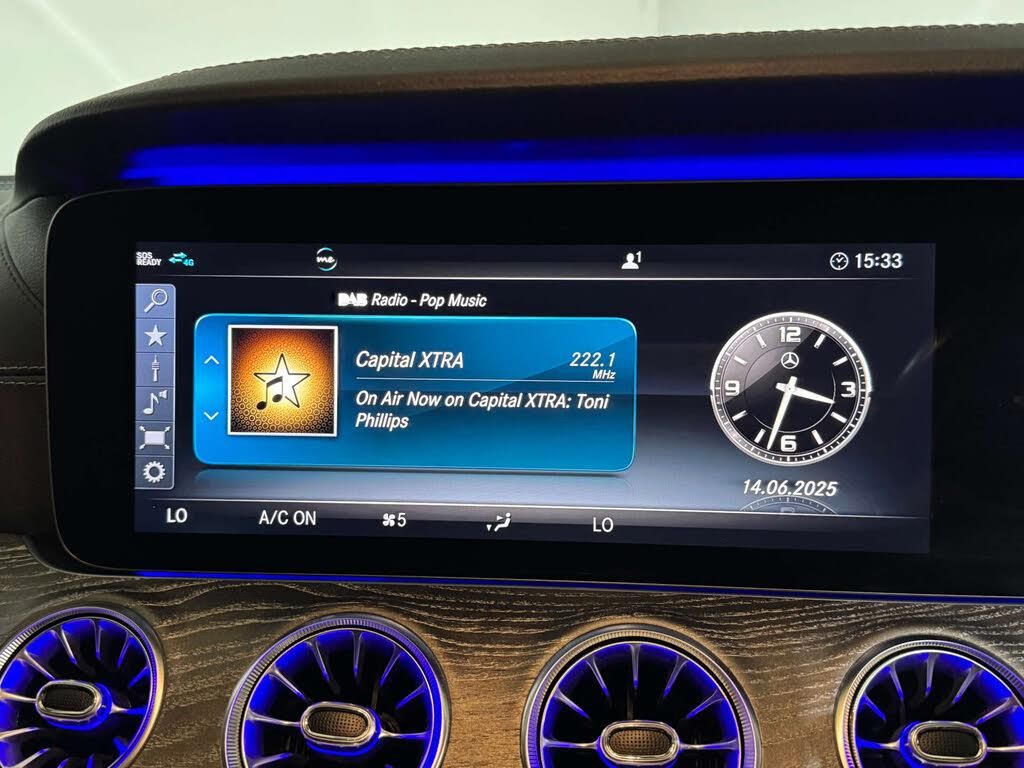 SOS
READY
4G
me
1
15:33
DAB Radio - Pop Music
Capital XTRA
222.1
MHz
On Air Now on Capital XTRA: Toni
Phillips
12
9
3
6
14.06.2025
LO
A/C ON
5
LO